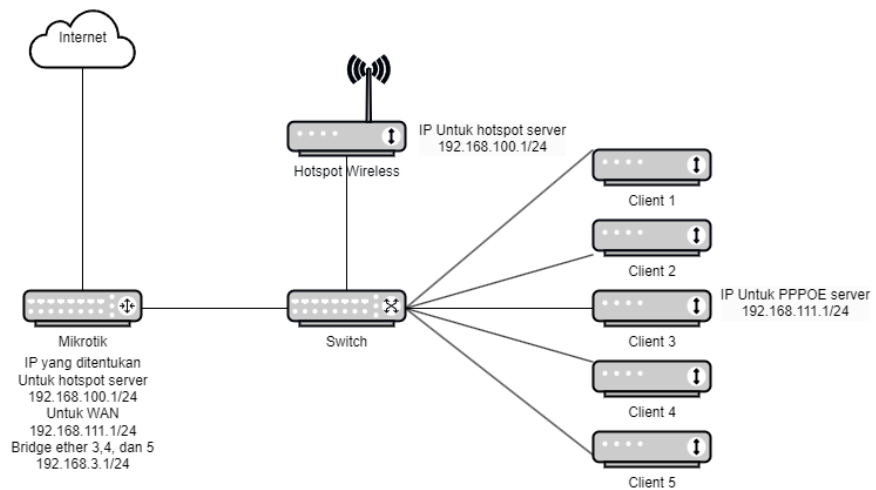 Internet
IP Untuk hotspot server
192.168.100.1/24
Hotspot Wireless
Client 1
Client 2
IP Untuk PPPOE server
192.168.111.1/24
Mikrotik
Switch
Client 3
IP yang ditentukan
Untuk hotspot server
192.168.100.1/24
Untuk WAN
192.168.111.1/24
Bridge ether 3,4, dan 5
192.168.3.1/24
Client 4
Client 5